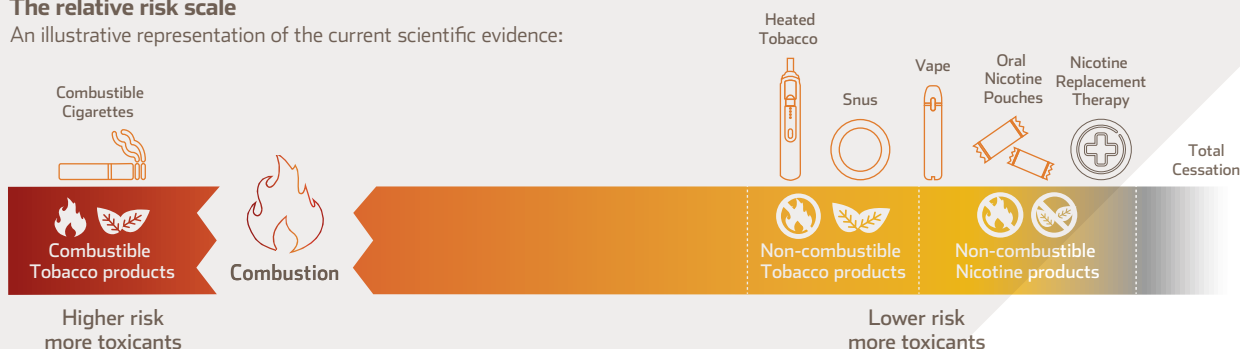 The relative risk scale
An illustrative representation of the current scientific evidence:
Combustible
Cigarettes
Heated
Tobacco
Snus
Vape
Oral
Nicotine
Pouches
Nicotine
Replacement
Therapy
Total
Cessation
Combustible
Tobacco products
Combustion
Non-combustible
Tobacco products
Non-combustible
Nicotine products
Higher risk
more toxicants
Lower risk
more toxicants